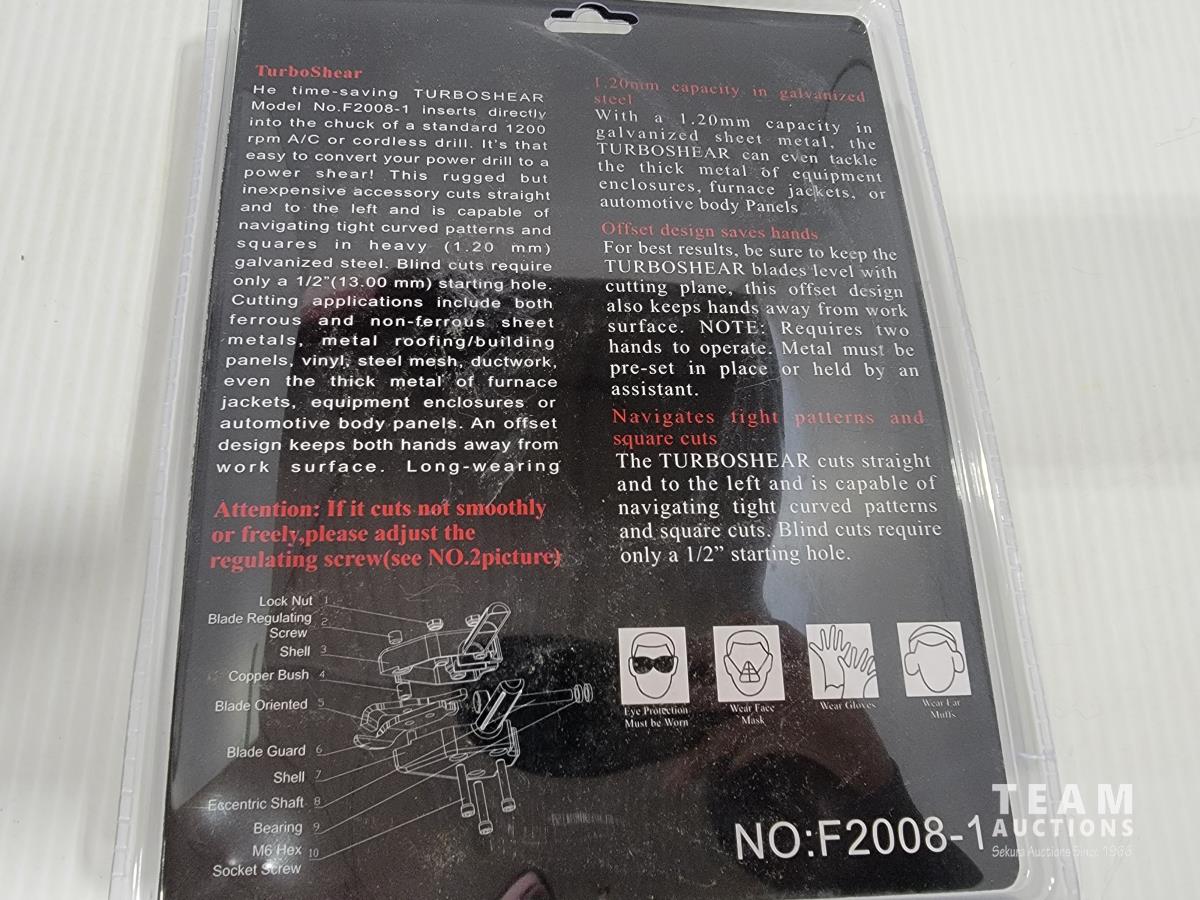 TurboShear
He time-saving TURBOSHEAR
Model No.F2008-1 inserts directly
into the chuck of a standard 1200
rpm A/C or cordless drill. It's that
easy to convert your power drill to a
power shear! This rugged but
inexpensive accessory cuts straight
and to the left and is capable of
navigating tight curved patterns and
squares in heavy (1.20 mm)
galvanized steel. Blind cuts require
only a 1/2"(13.00 mm) starting hole.
Cutting applications include both
ferrous and non-ferrous sheet
metals, metal roofing/building
panels, vinyl, steel mesh, ductwork,
even the thick metal of furnace
jackets, equipment enclosures or
automotive body panels. An offset
design keeps both hands away from
work surface. Long-wearing
Attention: If it cuts not smoothly
or freely,please adjust the
regulating screw(see NO.2picture)
Lock Nut 1
Blade Regulating 2
Screw
Shell 3
Copper Bush 4
Blade Oriented 5
Blade Guard 6
Shell 7
Eccentric Shaft 8
Bearing 9
M6 Hex 10
Socket Screw
1.20mm capacity in galvanized
steel
With a 1.20mm capacity in
galvanized sheet metal, the
TURBOSHEAR can even tackle
the thick metal of equipment
enclosures, furnace jackets, or
automotive body Panels
Offset design saves hands
For best results, be sure to keep the
TURBOSHEAR blades level with
cutting plane, this offset design
also keeps hands away from work
surface. NOTE: Requires two
hands to operate. Metal must be
pre-set in place or held by an
assistant.
Navigates tight patterns and
square cuts
The TURBOSHEAR cuts straight
and to the left and is capable of
navigating tight curved patterns
and square cuts. Blind cuts require
only a 1/2” starting hole.
Eye Protection
Must be Worn
Wear Face
Mask
Wear Gloves
Wear Ear
Muffs
NO:F2008-1
TEAM
AUCTIONS
Sekura Auctions Since 1966